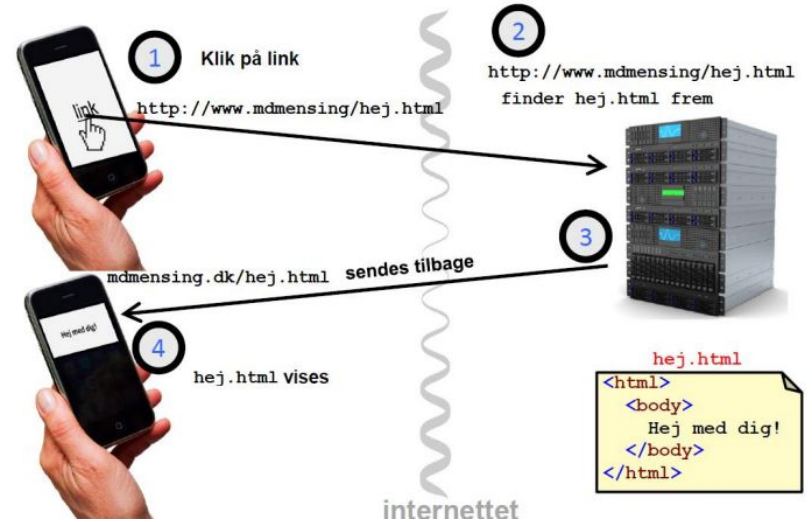 1
Klik på link
http://www.mdmensing/hej.html
link
2
http://www.mdmensing/hej.html
finder hej.html frem
3
mdmensing.dk/hej.html sendes tilbage
Hej med dig!
4
hej.html vises
hej.html
<html>
<body>
Hej med dig!
</body>
</html>
internettet